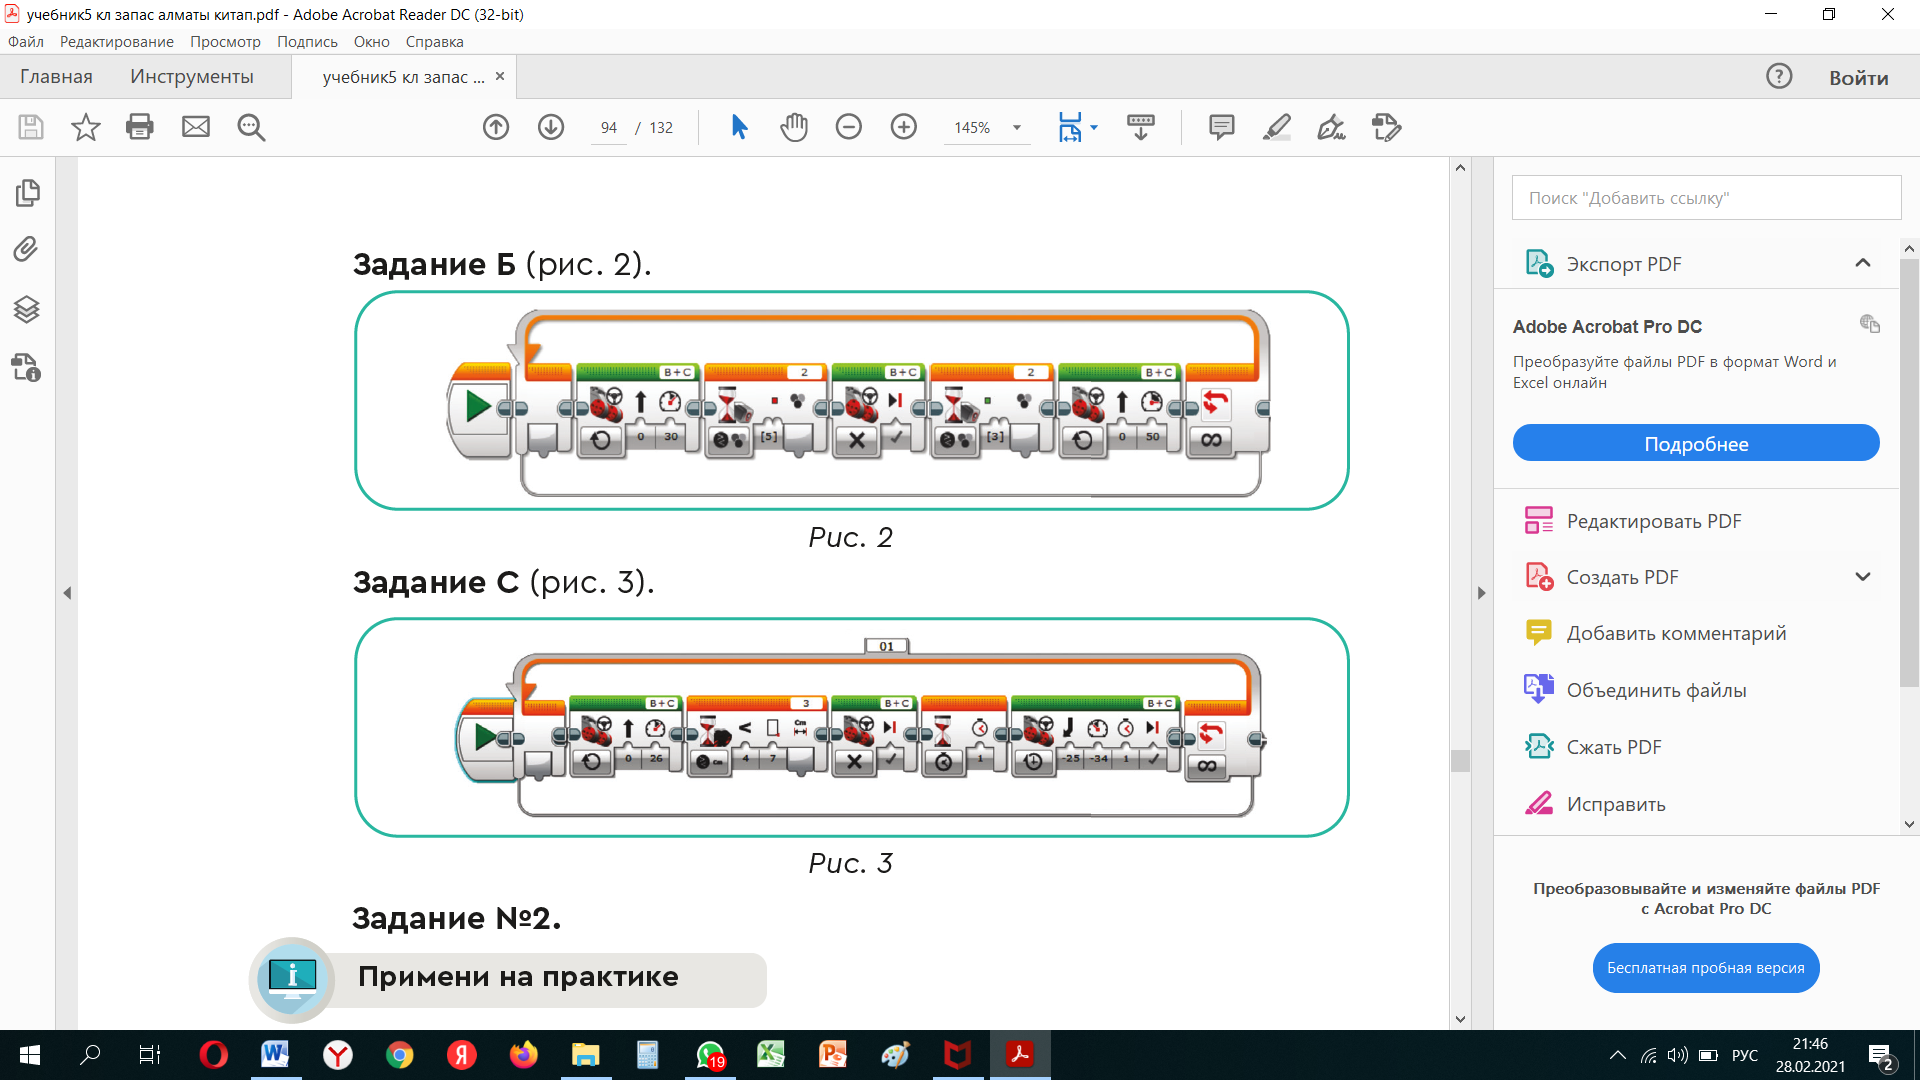 учебник5 кл запас алматы китап.pdf - Adobe Acrobat Reader DC (32-bit)
Файл Редактирование Просмотр Подпись Окно Справка
Главная Инструменты учебник5 кл запас ... × Войти
94 / 132 145%
Поиск "Добавить ссылку"
Экспорт PDF
Adobe Acrobat Pro DC
Преобразуйте файлы PDF в формат Word и
Excel онлайн
Подробнее
Редактировать PDF
Создать PDF
Добавить комментарий
Объединить файлы
Сжать PDF
Исправить
Преобразовывайте и изменяйте файлы PDF
с Acrobat Pro DC
Бесплатная пробная версия
Задание Б (рис. 2).
B+C 2 B+C 2 B+C
0 30 [5] [3] 0 50
Рис. 2
Задание С (рис. 3).
01
B+C 3 B+C B+C
< Cm
0 26 cm 4 7 1 -25 -34 1
Рис. 3
Задание №2.
Примени на практике
19
РУС
21:46
28.02.2021
2